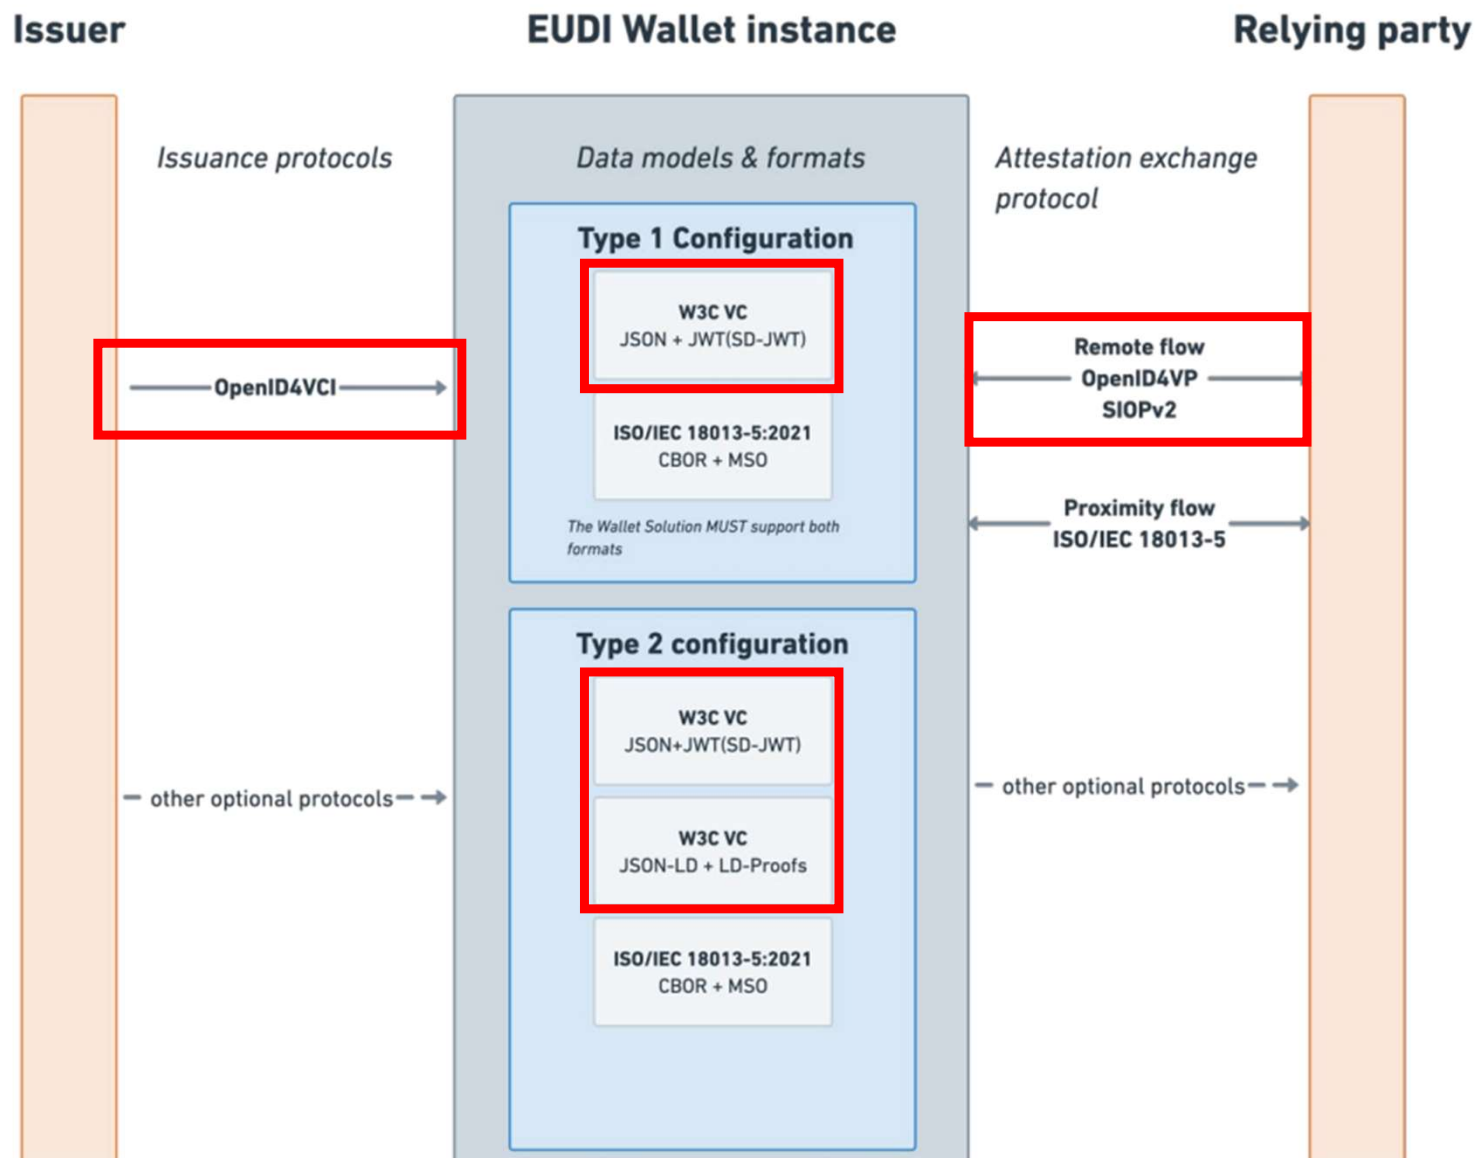 Issuer
EUDI Wallet instance
Relying party
Issuance protocols
Data models & formats
Attestation exchange
protocol
Type 1 Configuration
W3C VC
JSON + JWT(SD-JWT)
ISO/IEC 18013-5:2021
CBOR + MSO
The Wallet Solution MUST support both
formats
OpenID4VCI
Remote flow
OpenID4VP
SIOPv2
Proximity flow
ISO/IEC 18013-5
Type 2 configuration
W3C VC
JSON+JWT(SD-JWT)
W3C VC
JSON-LD + LD-Proofs
ISO/IEC 18013-5:2021
CBOR + MSO
other optional protocols
other optional protocols